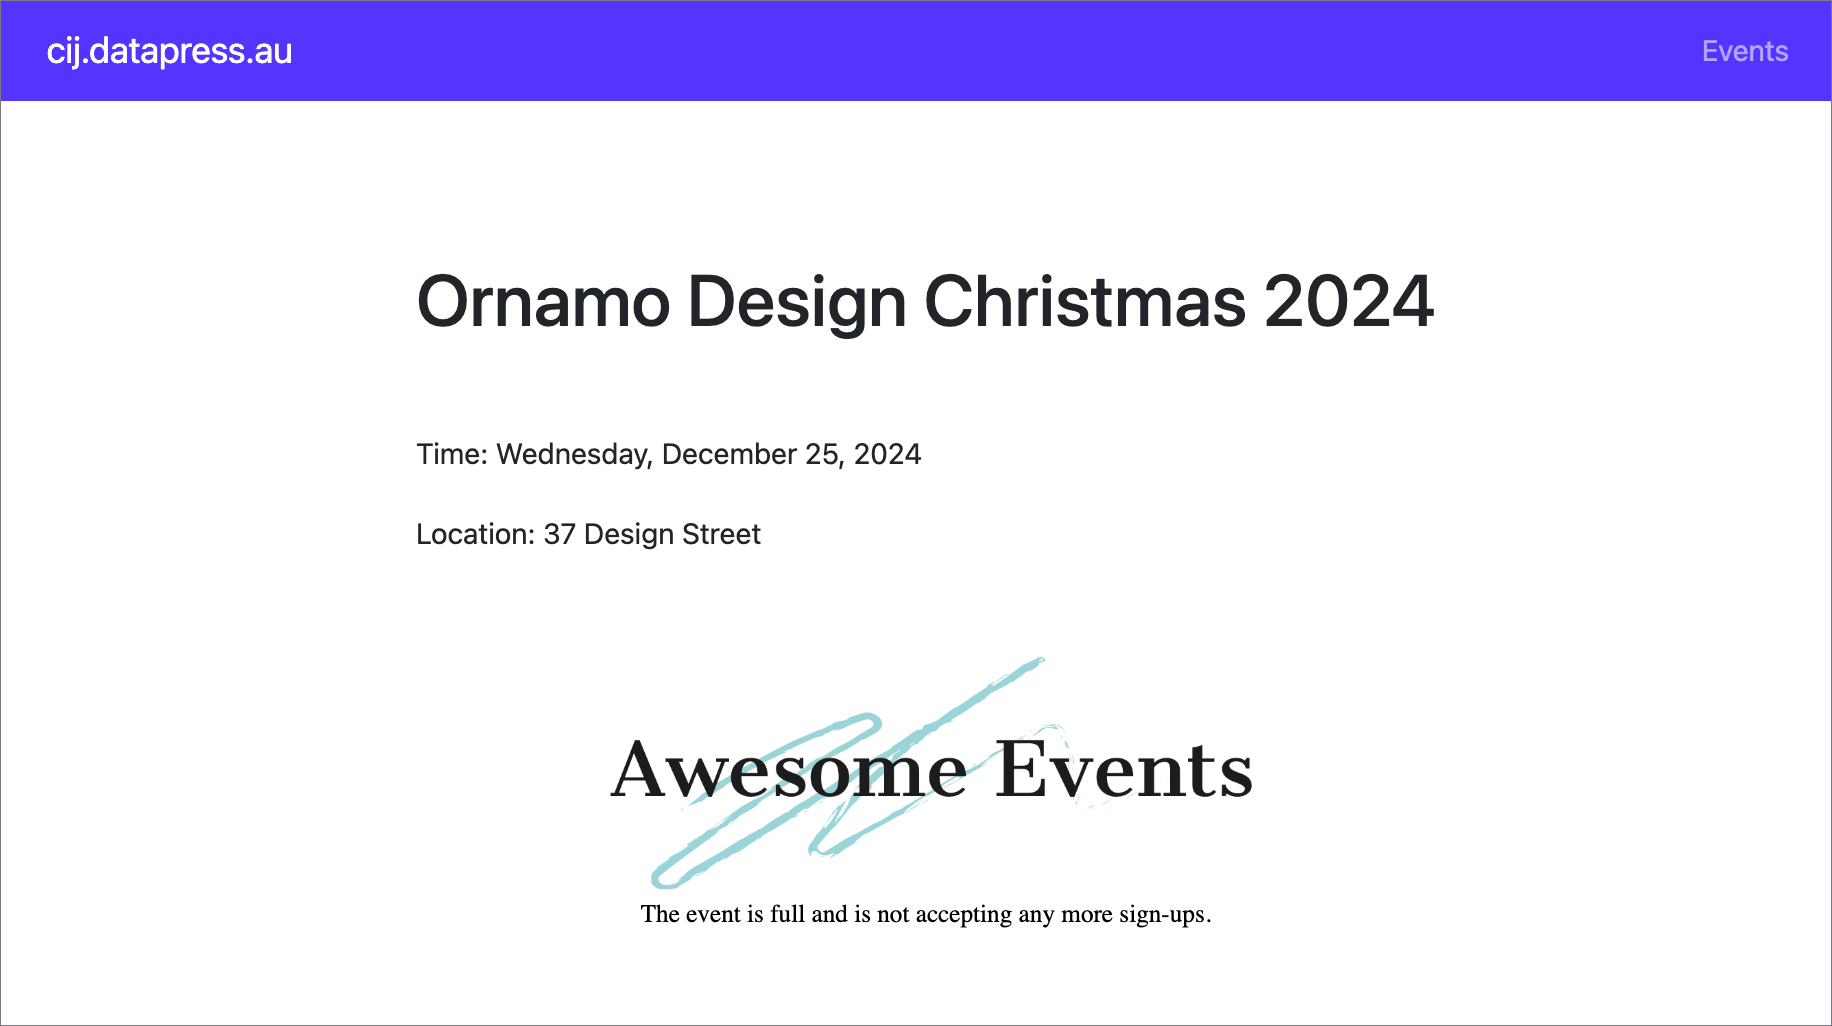 cij.datapress.au
Events
Ornamo Design Christmas 2024
Time: Wednesday, December 25, 2024
Location: 37 Design Street
Awesome Events
The event is full and is not accepting any more sign-ups.